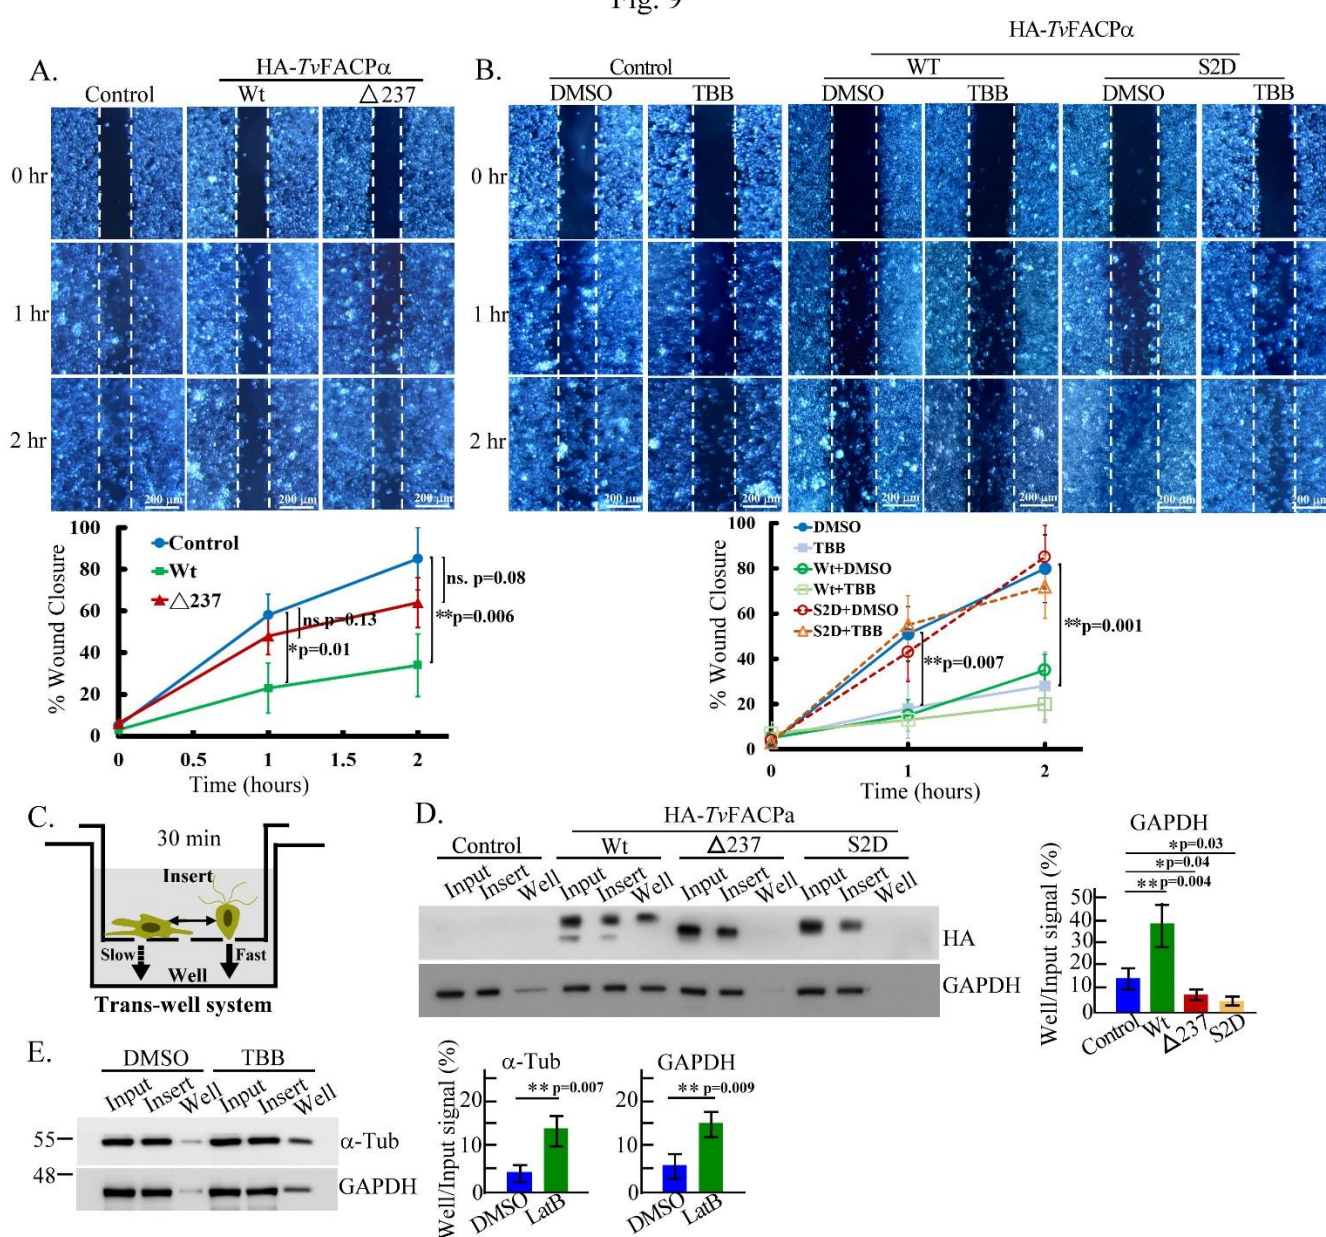 Fig. 9
A.
HA-TvFACPα
Control
Wt
△237
0 hr
1 hr
2 hr
200 μm
200 μm
200 μm
100
80
60
40
20
0
% Wound Closure
Control
Wt
△237
ns. p=0.08
**p=0.006
ns.p=0.13
*p=0.01
0
0.5
1
1.5
2
Time (hours)
B.
HA-TvFACPα
Control
WT
S2D
DMSO
TBB
DMSO
TBB
DMSO
TBB
0 hr
1 hr
2 hr
200 μm
200 μm
200 μm
200 μm
200 μm
200 μm
100
80
60
40
20
0
% Wound Closure
DMSO
TBB
Wt+DMSO
Wt+TBB
S2D+DMSO
S2D+TBB
**p=0.007
**p=0.001
0
1
2
Time (hours)
C.
30 min
Insert
Slow
Fast
Well
Trans-well system
D.
HA-TvFACPa
Control
Wt
△237
S2D
Input
Insert
Well
Input
Insert
Well
Input
Insert
Well
Input
Insert
Well
HA
GAPDH
GAPDH
*p=0.03
*p=0.04
**p=0.004
50
40
30
20
10
0
Well/Input signal (%)
Control
Wt
△237
S2D
E.
DMSO
TBB
Input
Insert
Well
Input
Insert
Well
55
48
α-Tub
GAPDH
α-Tub
** p=0.007
20
10
0
Well/Input signal (%)
DMSO
LatB
GAPDH
** p=0.009
20
10
0
DMSO
LatB